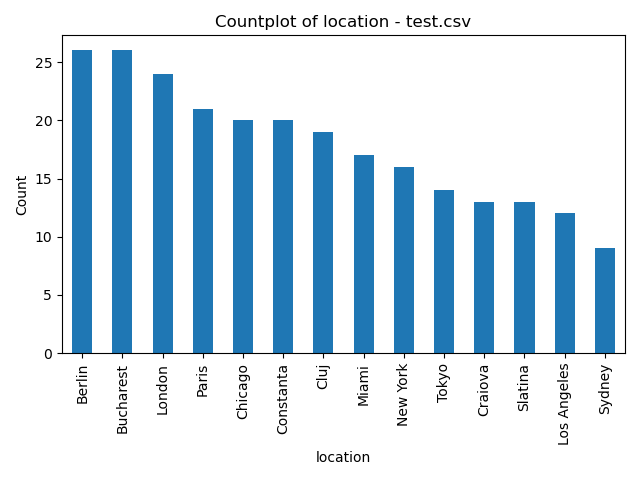 Countplot of location - test.csv
Count
25
20
15
10
5
0
Berlin
Bucharest
London
Paris
Chicago
Constanta
Cluj
Miami
New York
Tokyo
Craiova
Slatina
Los Angeles
Sydney
location